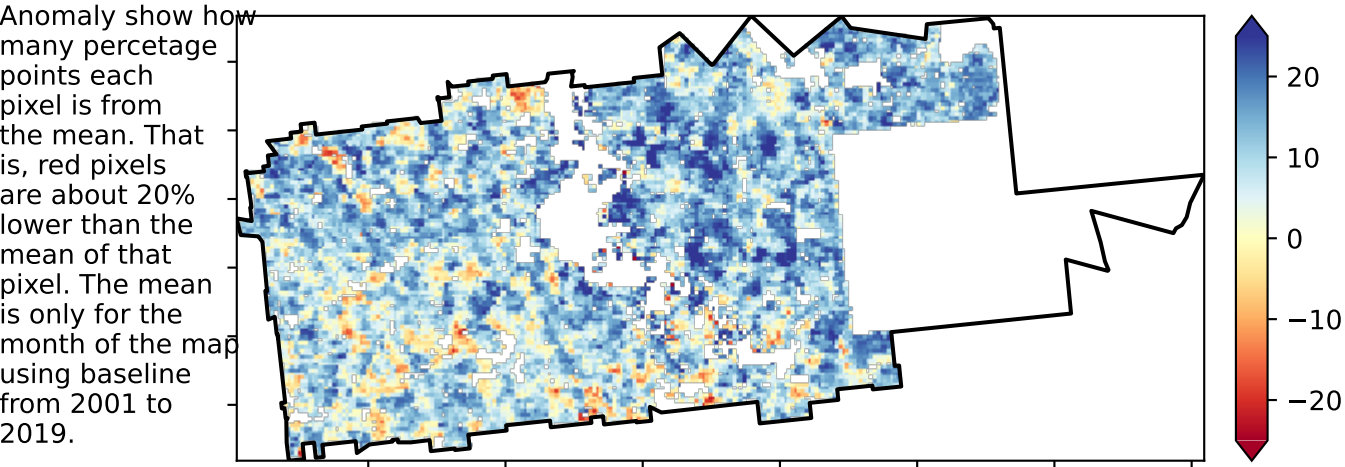 Anomaly show how
many percetage
points each
pixel is from
the mean. That
is, red pixels
are about 20%
lower than the
mean of that
pixel. The mean
is only for the
month of the map
using baseline
from 2001 to
2019.
20
10
0
−10
−20